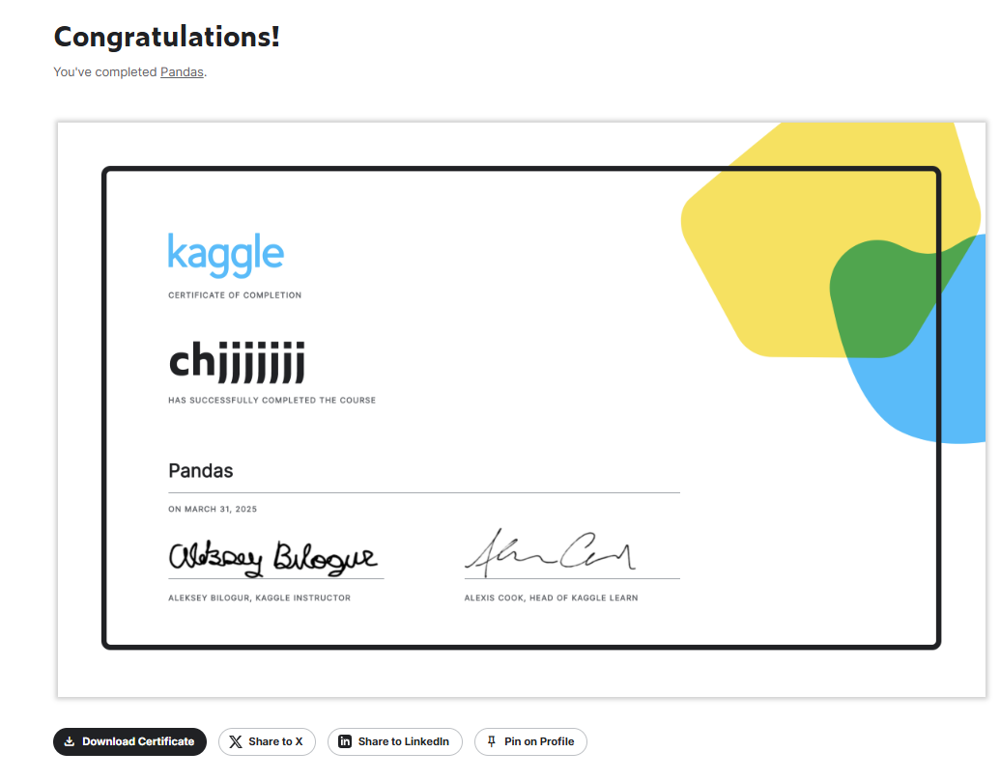 Congratulations!
You've completed Pandas.
kaggle
CERTIFICATE OF COMPLETION
chjjjjjjj
HAS SUCCESSFULLY COMPLETED THE COURSE
Pandas
ON MARCH 31, 2025
Aleksey Bilogur
ALEKSEY BILOGUR, KAGGLE INSTRUCTOR
ALEXIS COOK, HEAD OF KAGGLE LEARN
Download Certificate
Share to X
Share to LinkedIn
Pin on Profile